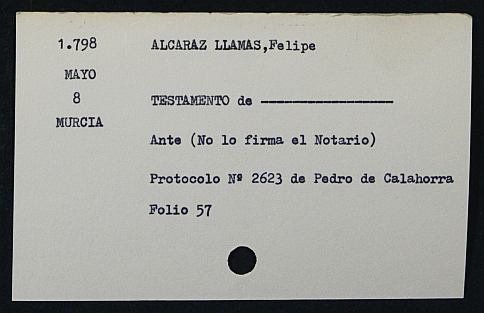 1.798
MAYO
8
MURCIA
ALCARAZ LLAMAS,Felipe
TESTAMENTO de -----------------
Ante (No lo firma el Notario)
Protocolo Nº 2623 de Pedro de Calahorra
Folio 57